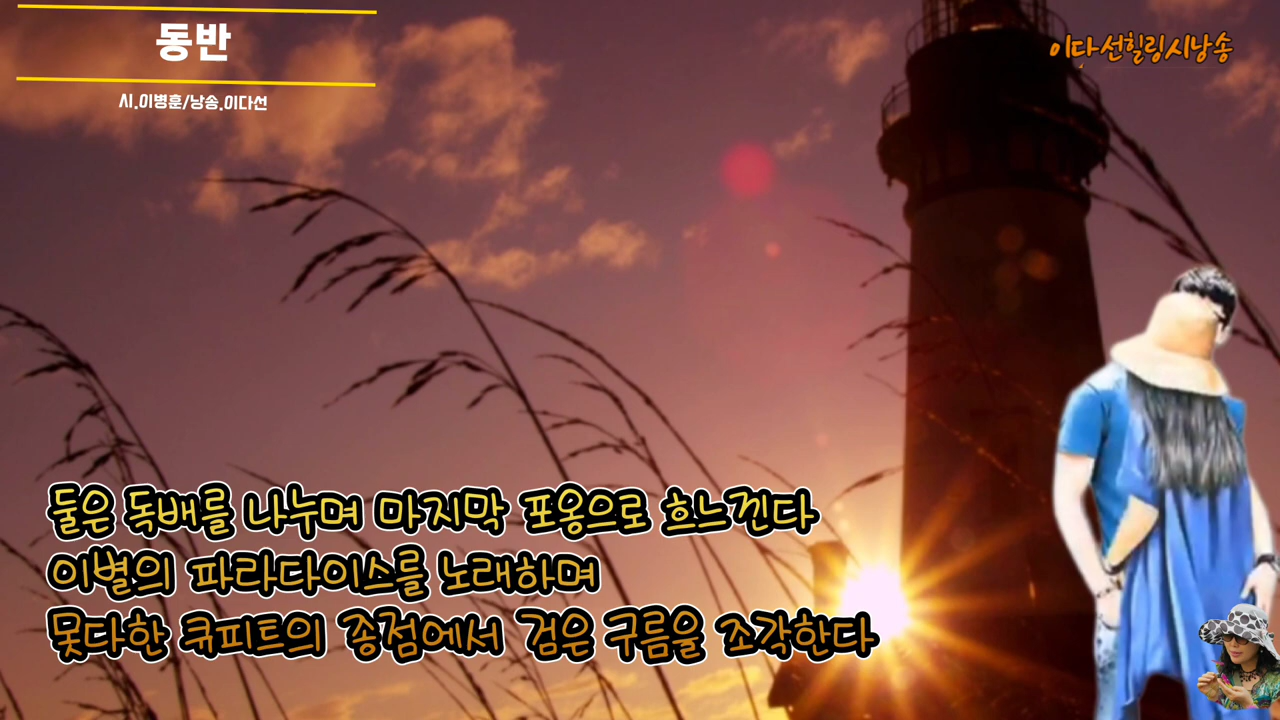 동반
이다선힐링시낭송
시.이병훈/낭송.이다선
둘은 독배를 나누며 마지막 포옹으로 흐느낀다
이별의 파라다이스를 노래하며
못다한 큐피트의 종점에서 검은 구름을 조각한다